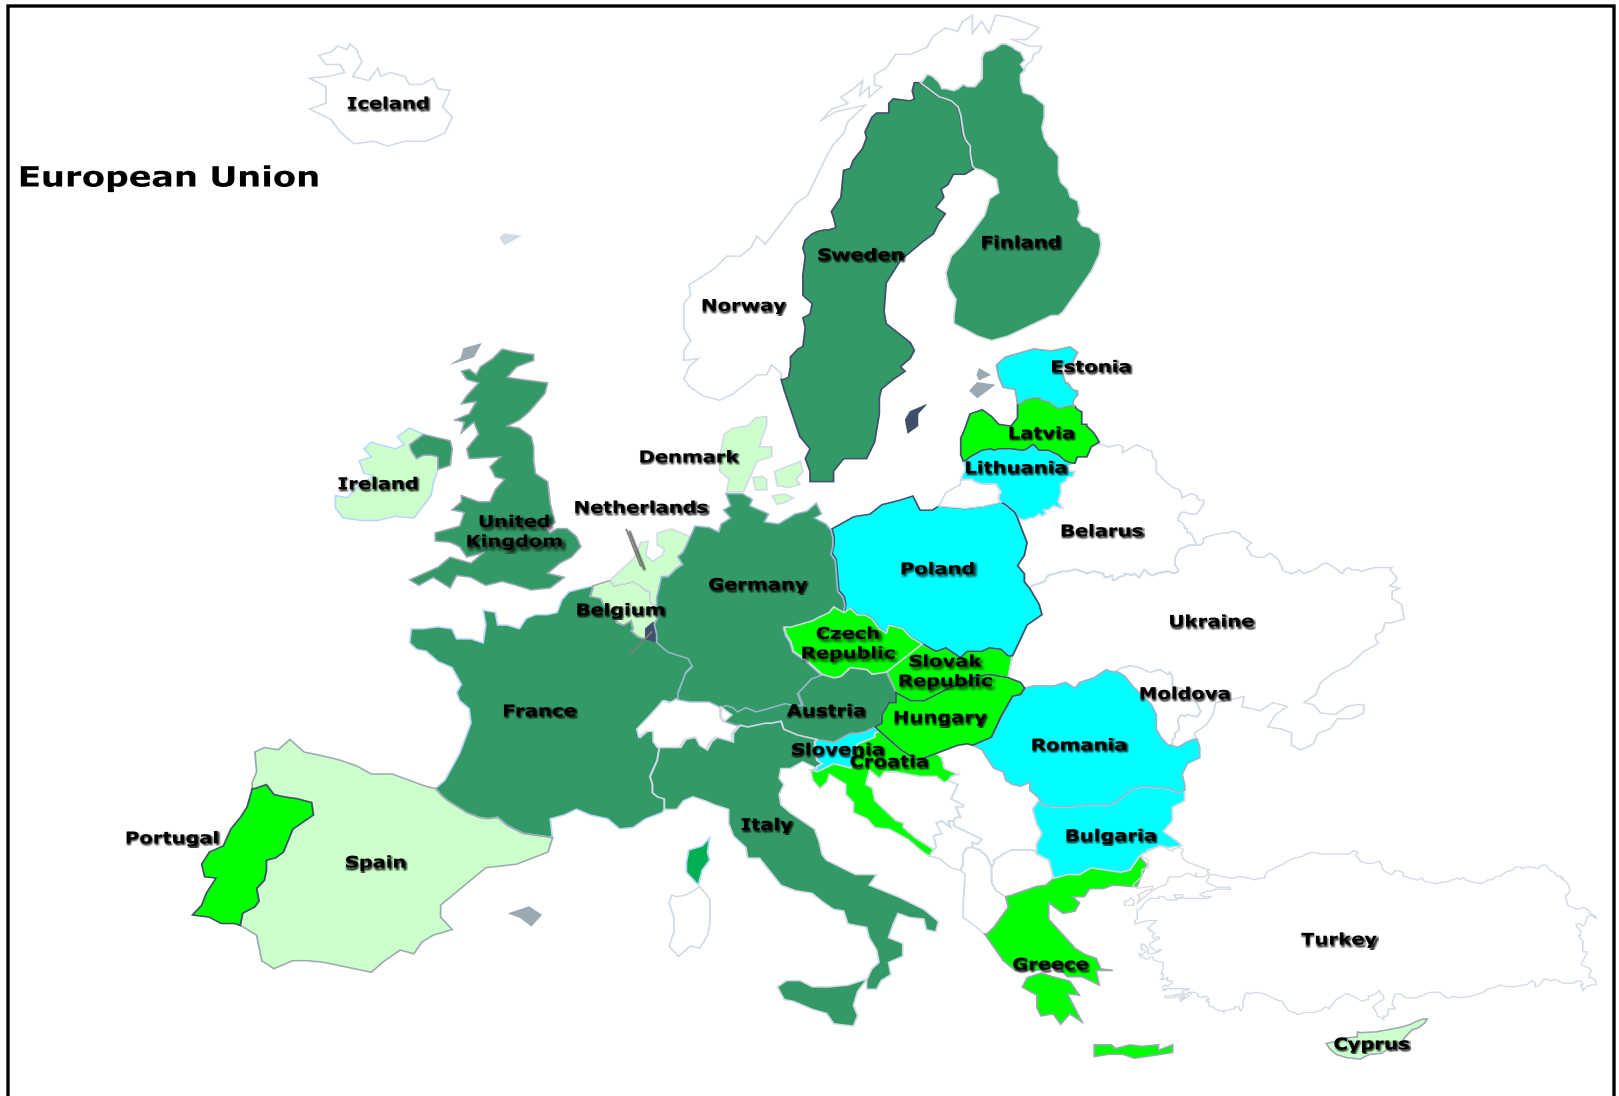 Iceland
European Union
Finland
Sweden
Norway
Estonia
Latvia
Denmark
Lithuania
Ireland
Netherlands
United
Kingdom
Belarus
Poland
Germany
Belgium
Ukraine
Czech
Republic
Slovak
Republic
Moldova
France
Austria
Hungary
Romania
Slovenia
Croatia
Italy
Bulgaria
Portugal
Spain
Turkey
Greece
Cyprus